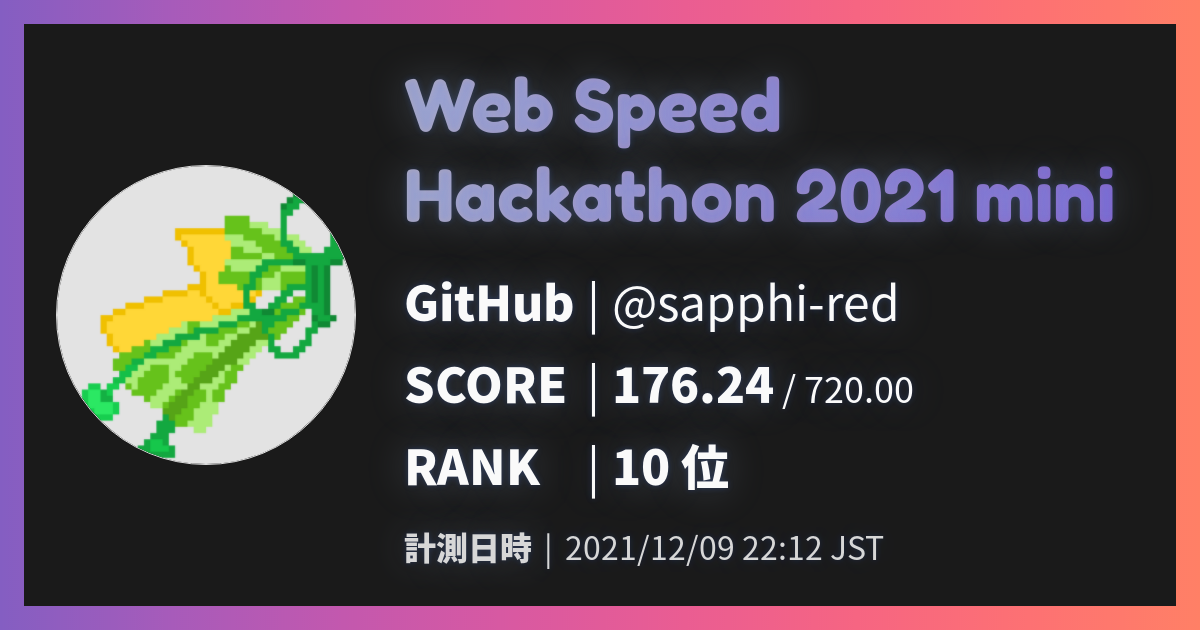 Web Speed
Hackathon 2021 mini
GitHub | @sapphi-red
SCORE | 176.24 / 720.00
RANK | 10 位
計測日時 | 2021/12/09 22:12 JST